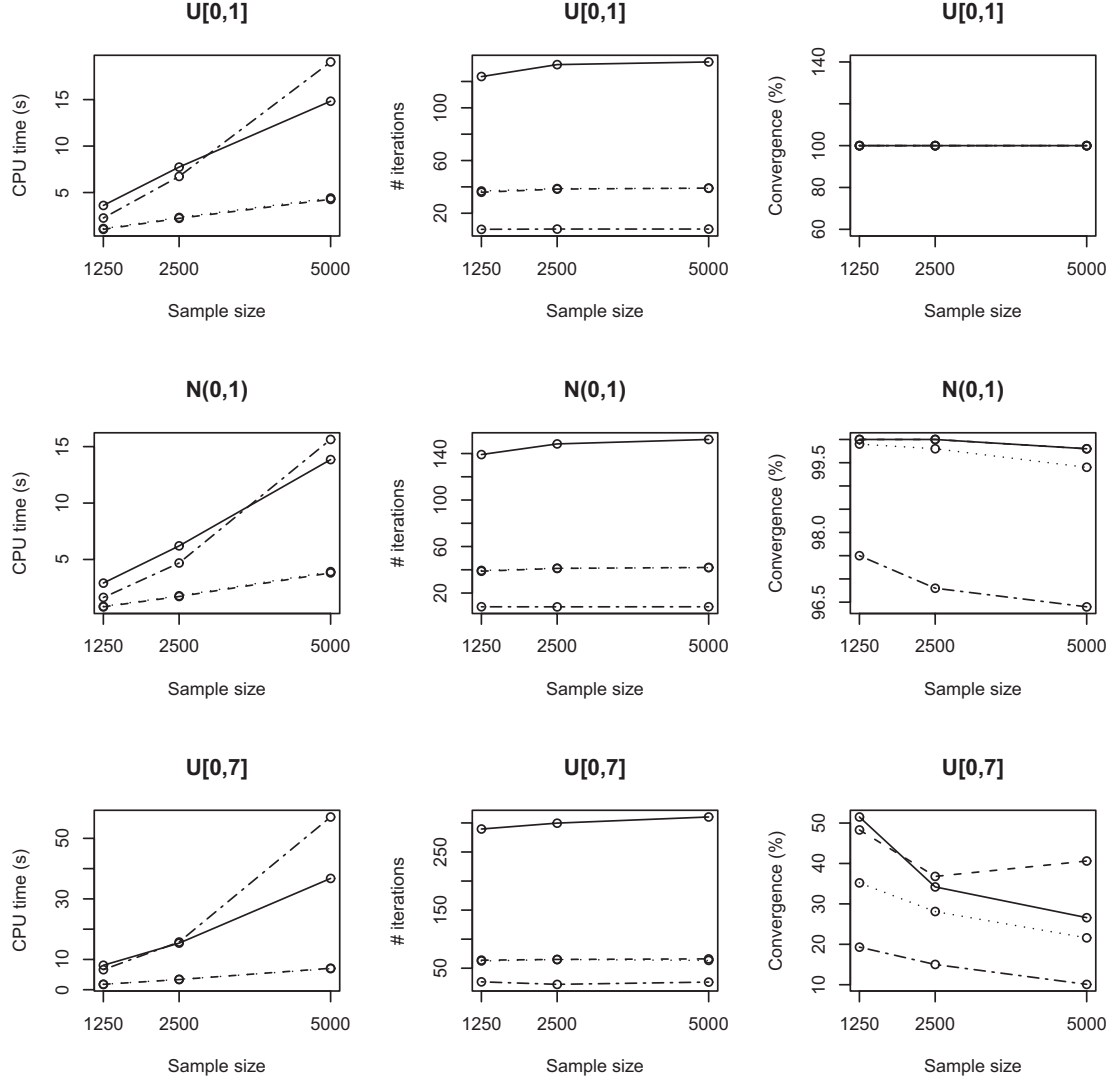 U[0,1]
U[0,1]
U[0,1]
CPU time (s)
5
10
15
1250
2500
5000
Sample size
# iterations
20
60
100
1250
2500
5000
Sample size
Convergence (%)
60
80
100
140
1250
2500
5000
Sample size
N(0,1)
N(0,1)
N(0,1)
CPU time (s)
5
10
15
1250
2500
5000
Sample size
# iterations
20
60
100
140
1250
2500
5000
Sample size
Convergence (%)
96.5
98.0
99.5
1250
2500
5000
Sample size
U[0,7]
U[0,7]
U[0,7]
CPU time (s)
0
10
30
50
1250
2500
5000
Sample size
# iterations
50
150
250
1250
2500
5000
Sample size
Convergence (%)
10
20
30
40
50
1250
2500
5000
Sample size